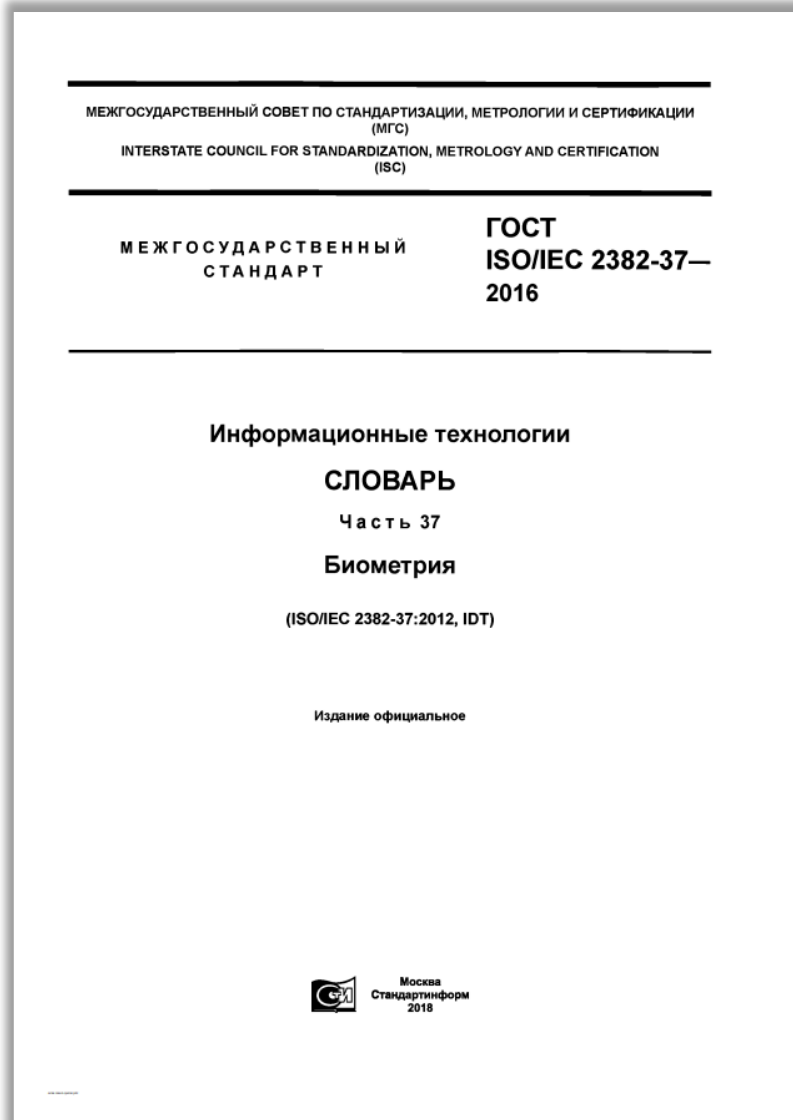 МЕЖГОСУДАРСТВЕННЫЙ СОВЕТ ПО СТАНДАРТИЗАЦИИ, МЕТРОЛОГИИ И СЕРТИФИКАЦИИ
(МГС)
INTERSTATE COUNCIL FOR STANDARDIZATION, METROLOGY AND CERTIFICATION
(ISC)
МЕЖГОСУДАРСТВЕННЫЙ
СТАНДАРТ
ГОСТ
ISO/IEC 2382-37—
2016
Информационные технологии
СЛОВАРЬ
Часть 37
Биометрия
(ISO/IEC 2382-37:2012, IDT)
Издание официальное
Москва
Стандартинформ
2018